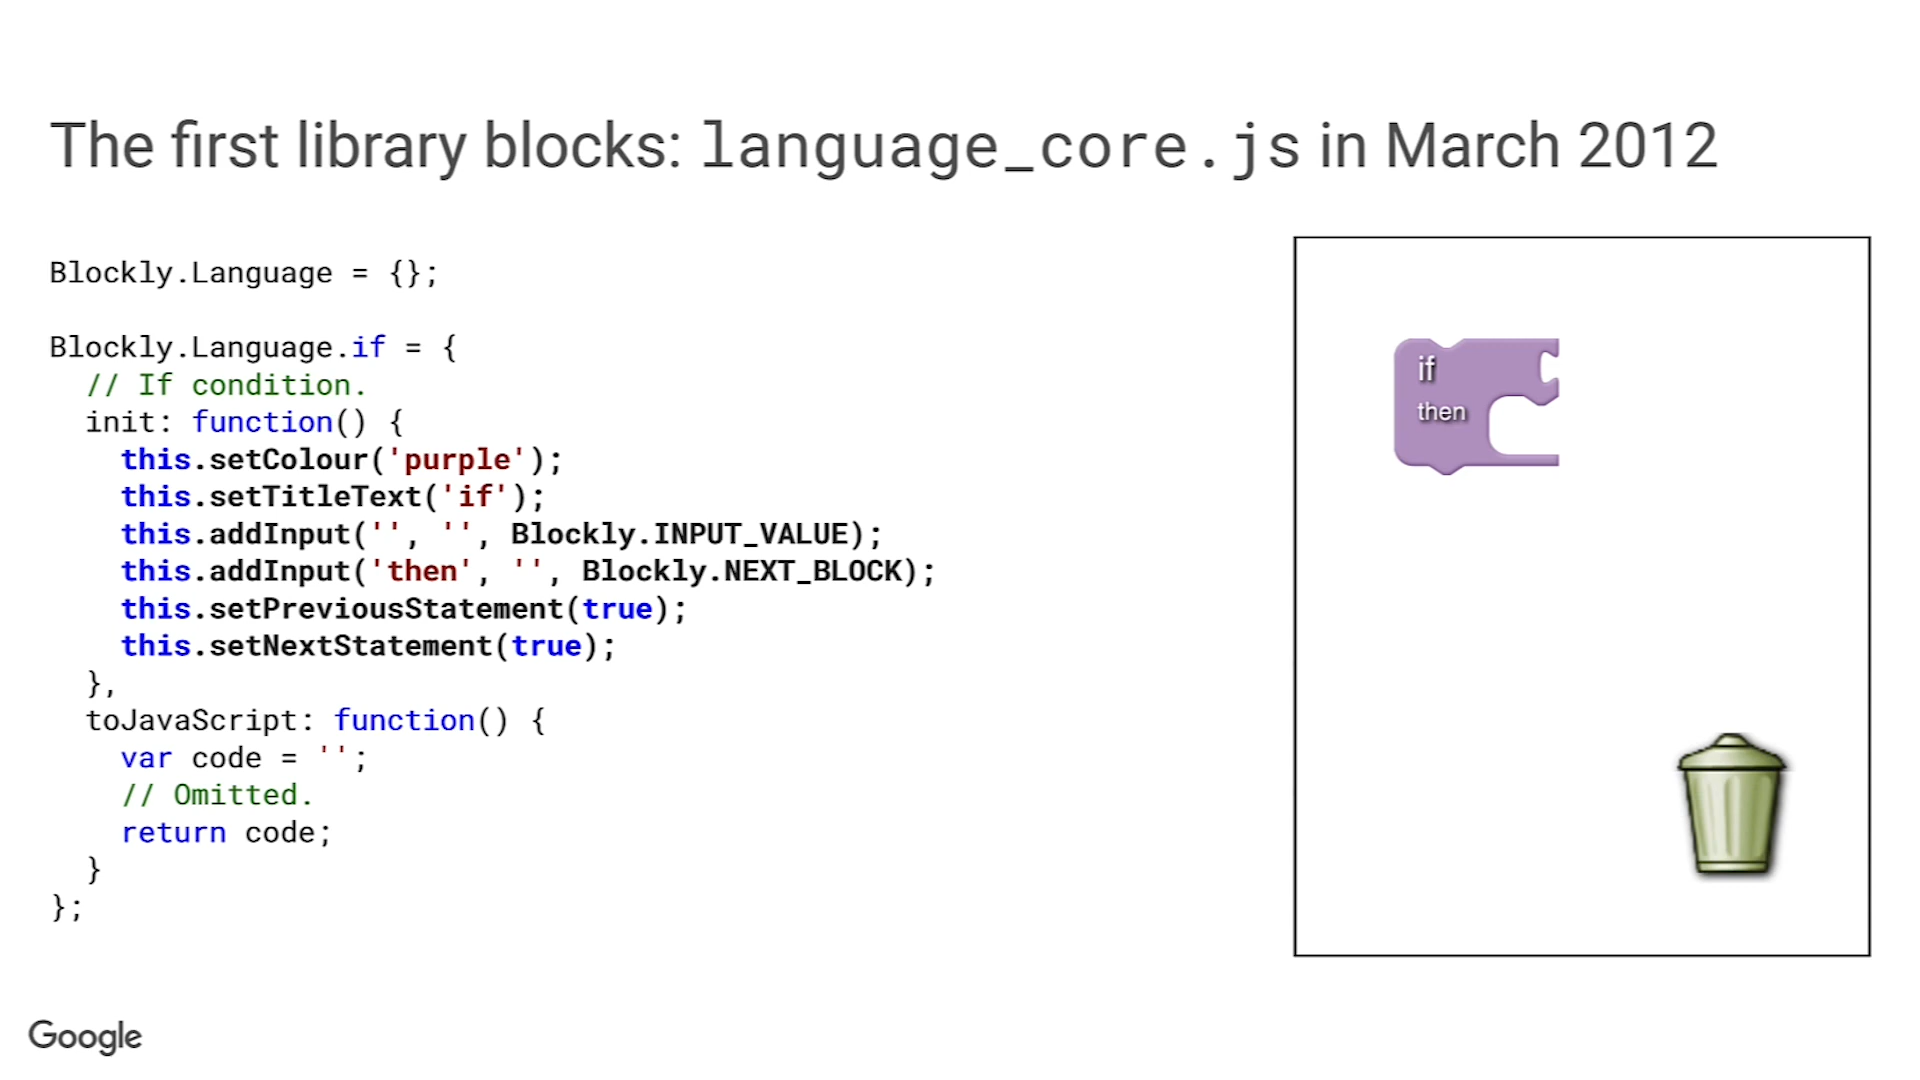 The first library blocks: language_core.js in March 2012
Blockly.Language = {};
Blockly.Language.if = {
  // If condition.
  init: function() {
    this.setColour('purple');
    this.setTitleText('if');
    this.addInput('', '', Blockly.INPUT_VALUE);
    this.addInput('then', '', Blockly.NEXT_BLOCK);
    this.setPreviousStatement(true);
    this.setNextStatement(true);
  },
  toJavaScript: function() {
    var code = '';
    // Omitted.
    return code;
  }
};
if
then
Google